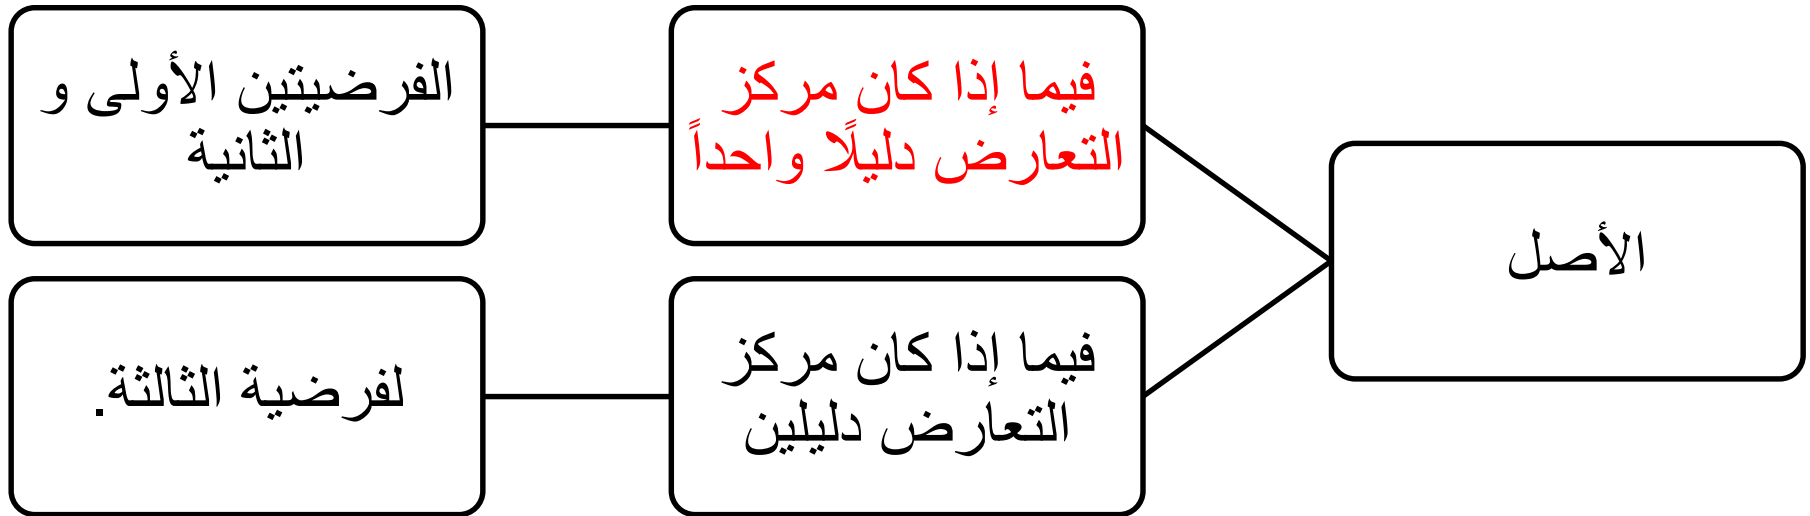 الأصل
فيما إذا كان مركز
التعارض دليلًا واحداً
الفرضيتين الأولى و
الثانية
فيما إذا كان مركز
التعارض دليلين
لفرضية الثالثة.